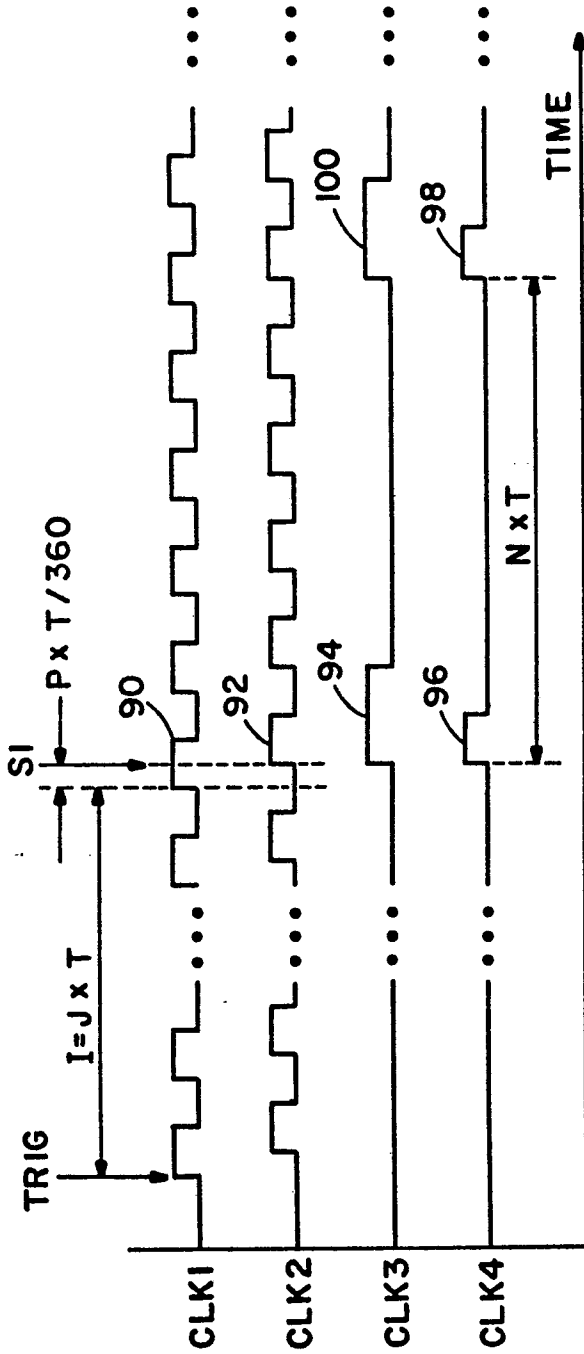 TRIG
SI
I=J x T
P x T/360
90
CLK1
•••
•••
92
CLK2
•••
•••
94
100
CLK3
•••
•••
96
98
CLK4
•••
•••
N x T
TIME